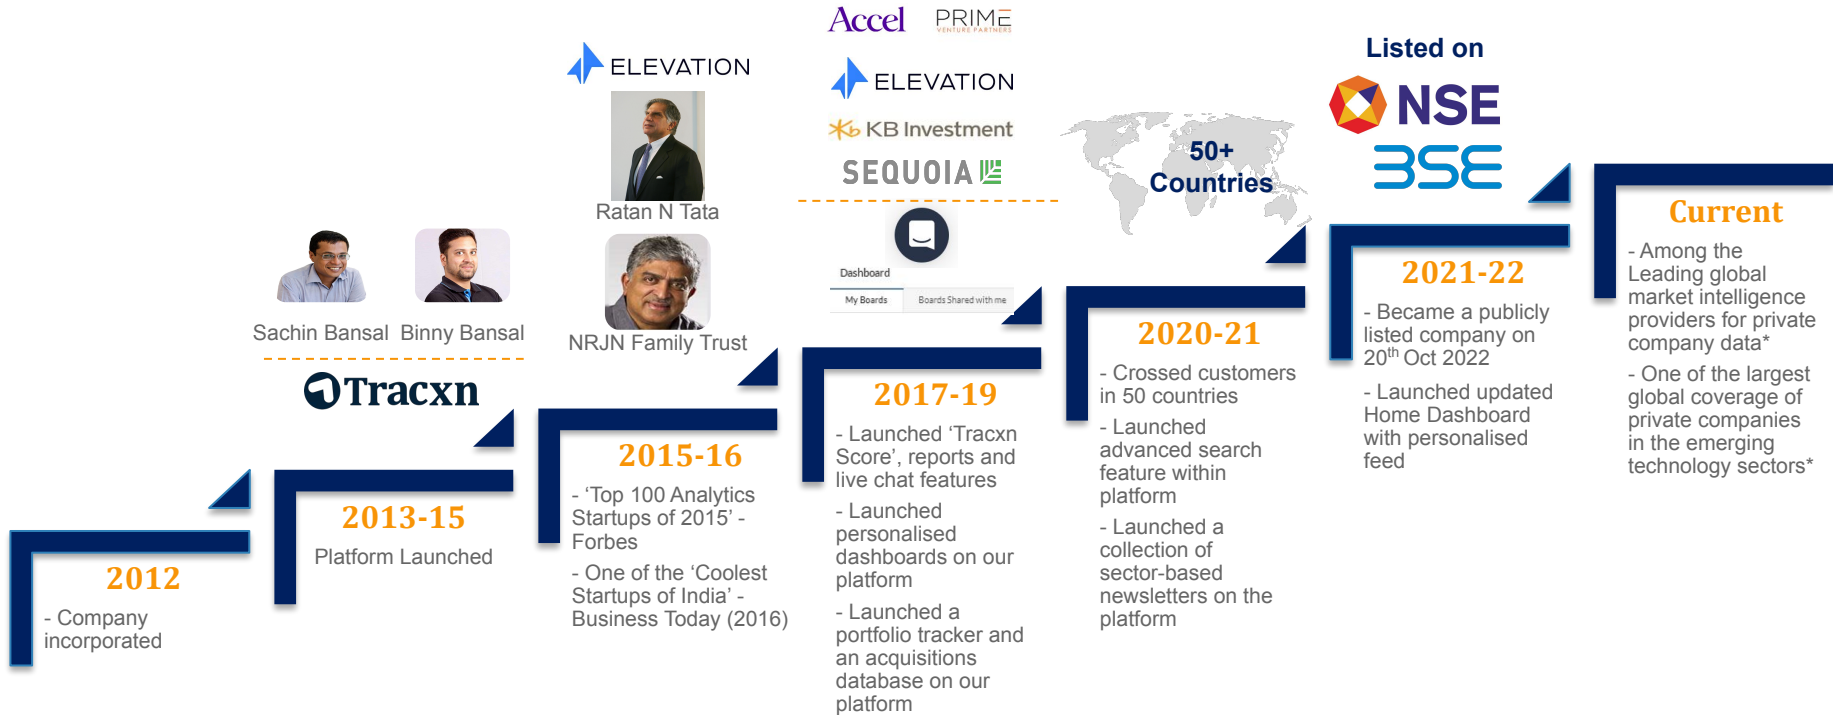 2012
- Company
incorporated
Sachin Bansal Binny Bansal
Tracxn
2013-15
Platform Launched
ELEVATION
Ratan N Tata
NRJN Family Trust
2015-16
- ‘Top 100 Analytics
Startups of 2015’ -
Forbes
- One of the ‘Coolest
Startups of India’ -
Business Today (2016)
Accel PRIME
VENTURE PARTNERS
ELEVATION
KB Investment
SEQUOIA
Dashboard
My Boards Boards Shared with me
2017-19
- Launched ‘Tracxn
Score’, reports and
live chat features
- Launched
personalised
dashboards on our
platform
- Launched a
portfolio tracker and
an acquisitions
database on our
platform
50+
Countries
2020-21
- Crossed customers
in 50 countries
- Launched
advanced search
feature within
platform
- Launched a
collection of
sector-based
newsletters on the
platform
Listed on
NSE
BSE
2021-22
- Became a publicly
listed company on
20th Oct 2022
- Launched updated
Home Dashboard
with personalised
feed
Current
- Among the
Leading global
market intelligence
providers for private
company data*
- One of the largest
global coverage of
private companies
in the emerging
technology sectors*